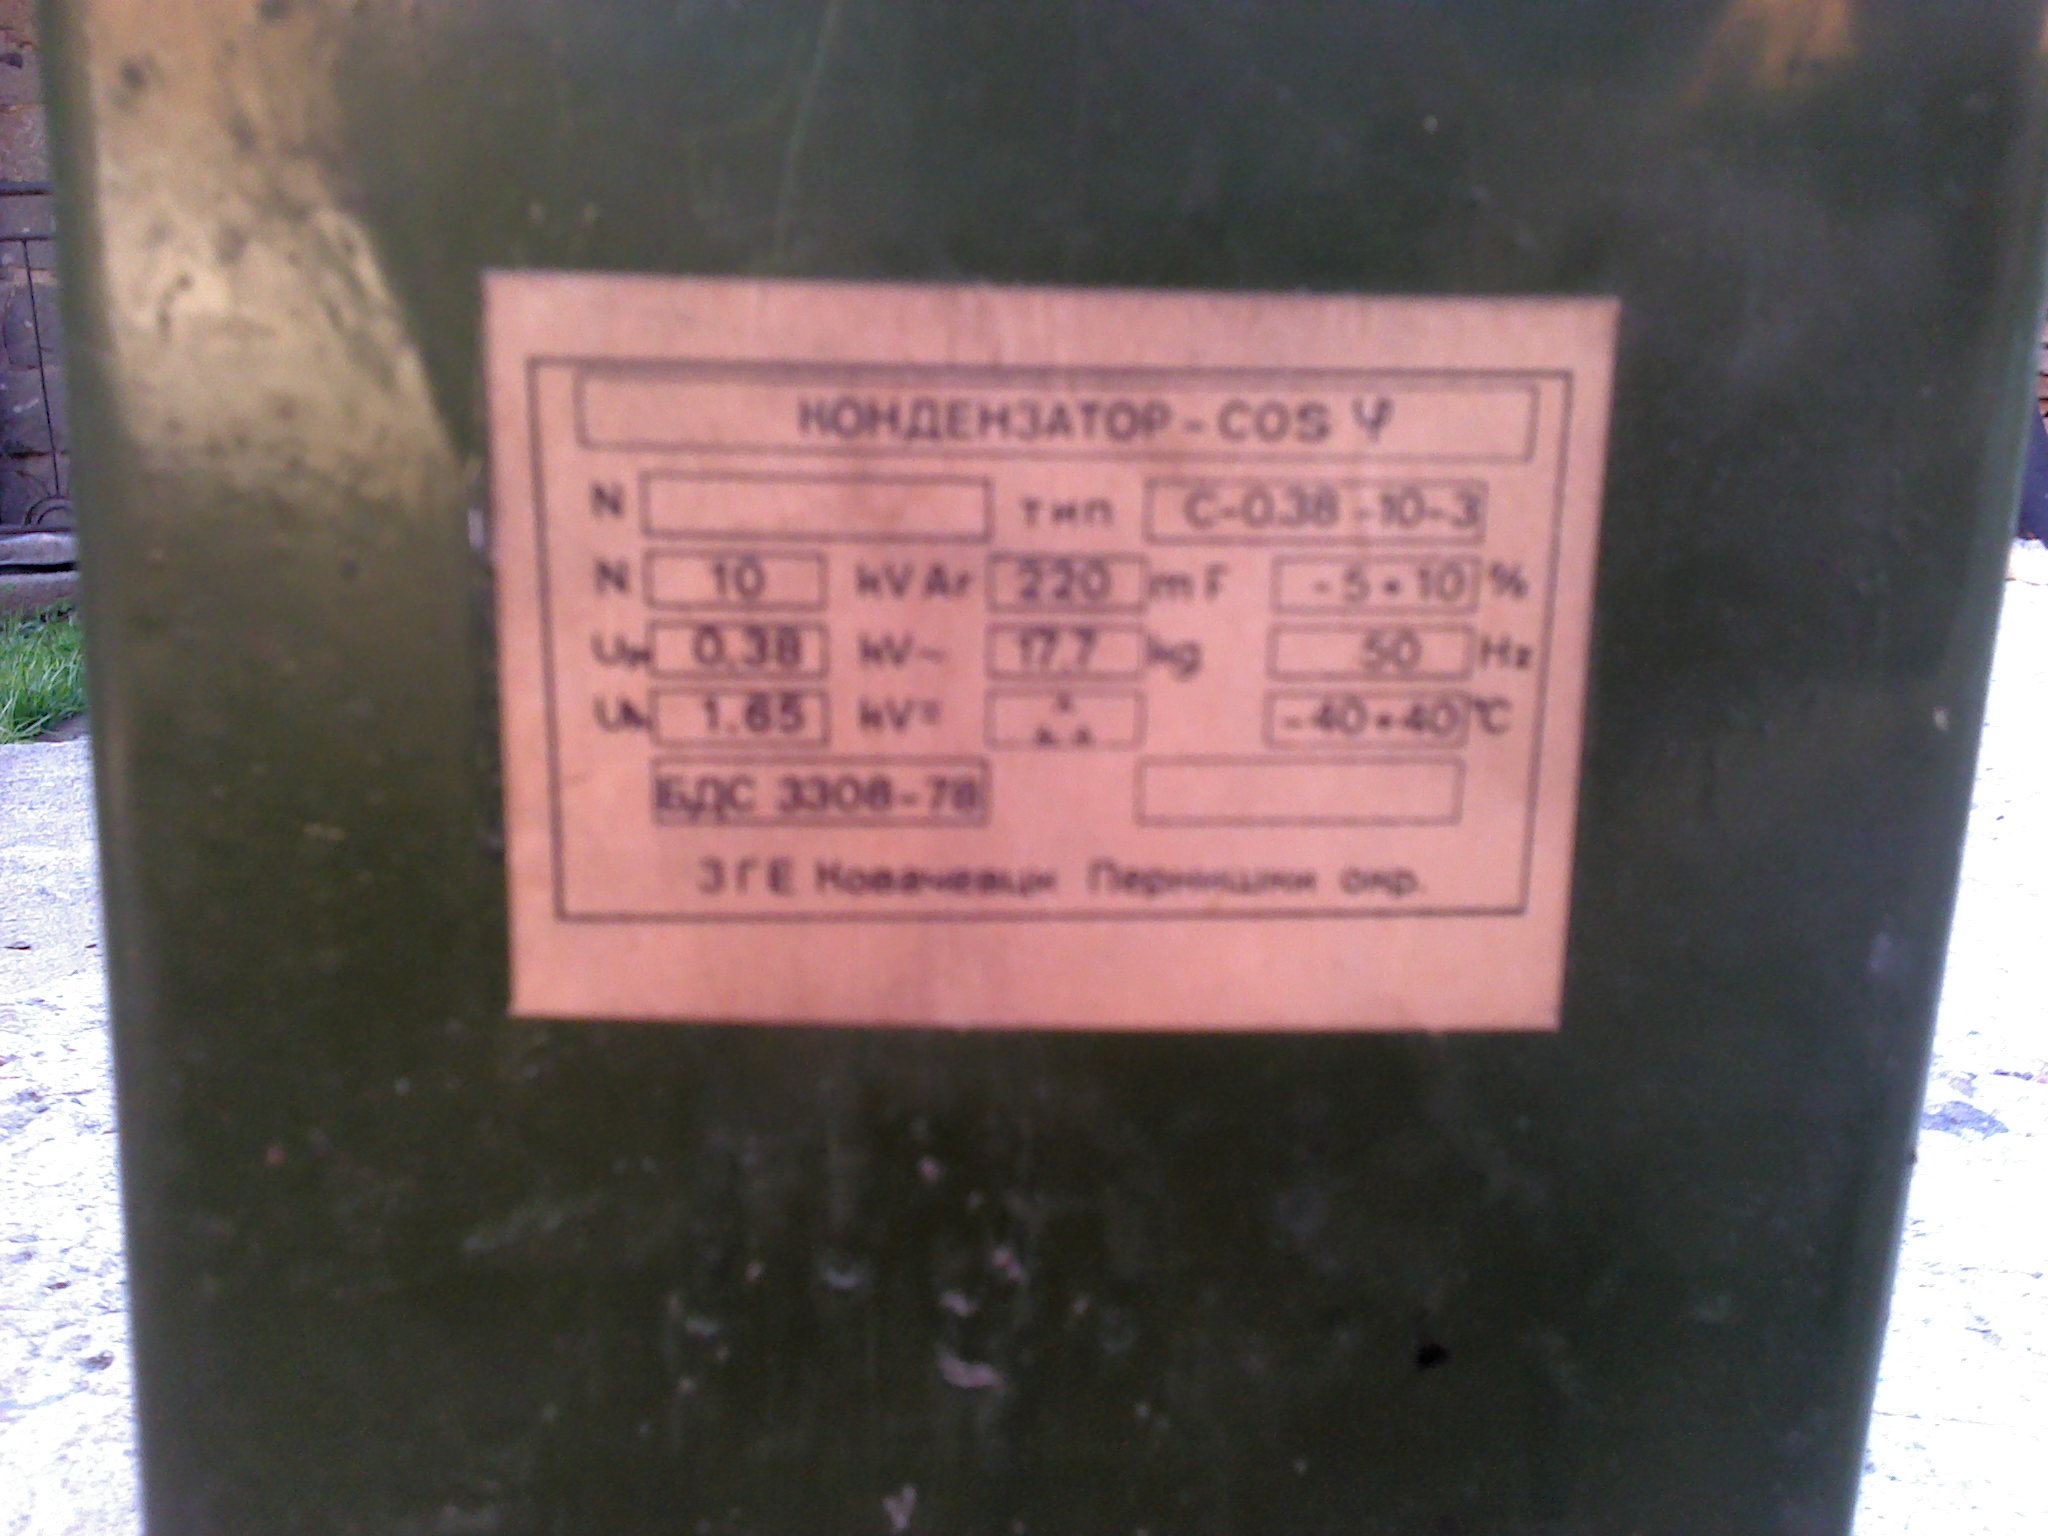 КОНДЕНЗАТОР - COS Ψ
N тип С-0.38-10-3
N 10 kVAr 220 mF -5+10 %
Uн 0,38 kV~ 17,7 kg 50 Hz
Uh 1.65 kV= -40+40 °C
БДС 3308-78
ЗГЕ Ковачевци Пернишки окр.